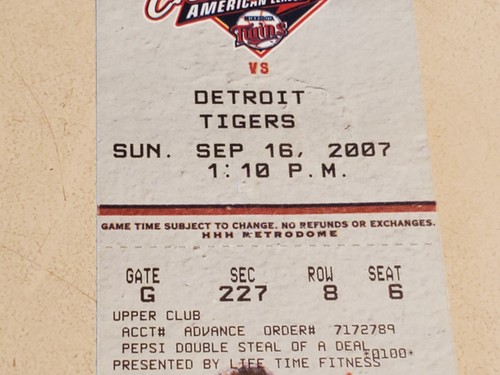 AMERICAN LEAGUE
MINNESOTA
Twins
VS
DETROIT
TIGERS
SUN. SEP 16, 2007
1:10 P.M.
GAME TIME SUBJECT TO CHANGE. NO REFUNDS OR EXCHANGES.
HHH METRODOME
GATE SEC ROW SEAT
G 227 8 6
UPPER CLUB
ACCT# ADVANCE ORDER# 7172789
PEPSI DOUBLE STEAL OF A DEAL
*0100*
PRESENTED BY LIFE TIME FITNESS